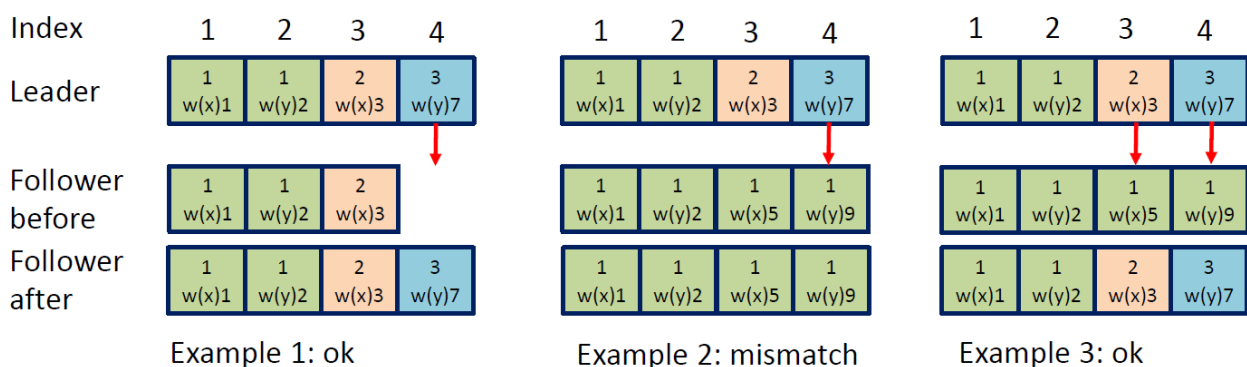 Index 1 2 3 4 1 2 3 4 1 2 3 4
Leader
1 1 2 3 1 1 2 3 1 1 2 3
w(x)1 w(y)2 w(x)3 w(y)7 w(x)1 w(y)2 w(x)3 w(y)7 w(x)1 w(y)2 w(x)3 w(y)7
Follower
before
1 1 2 1 1 1 1 1 1 1 1
w(x)1 w(y)2 w(x)3 w(x)1 w(y)2 w(x)5 w(y)9 w(x)1 w(y)2 w(x)5 w(y)9
Follower
after
1 1 2 3 1 1 1 1 1 1 2 3
w(x)1 w(y)2 w(x)3 w(y)7 w(x)1 w(y)2 w(x)5 w(y)9 w(x)1 w(y)2 w(x)3 w(y)7
Example 1: ok Example 2: mismatch Example 3: ok